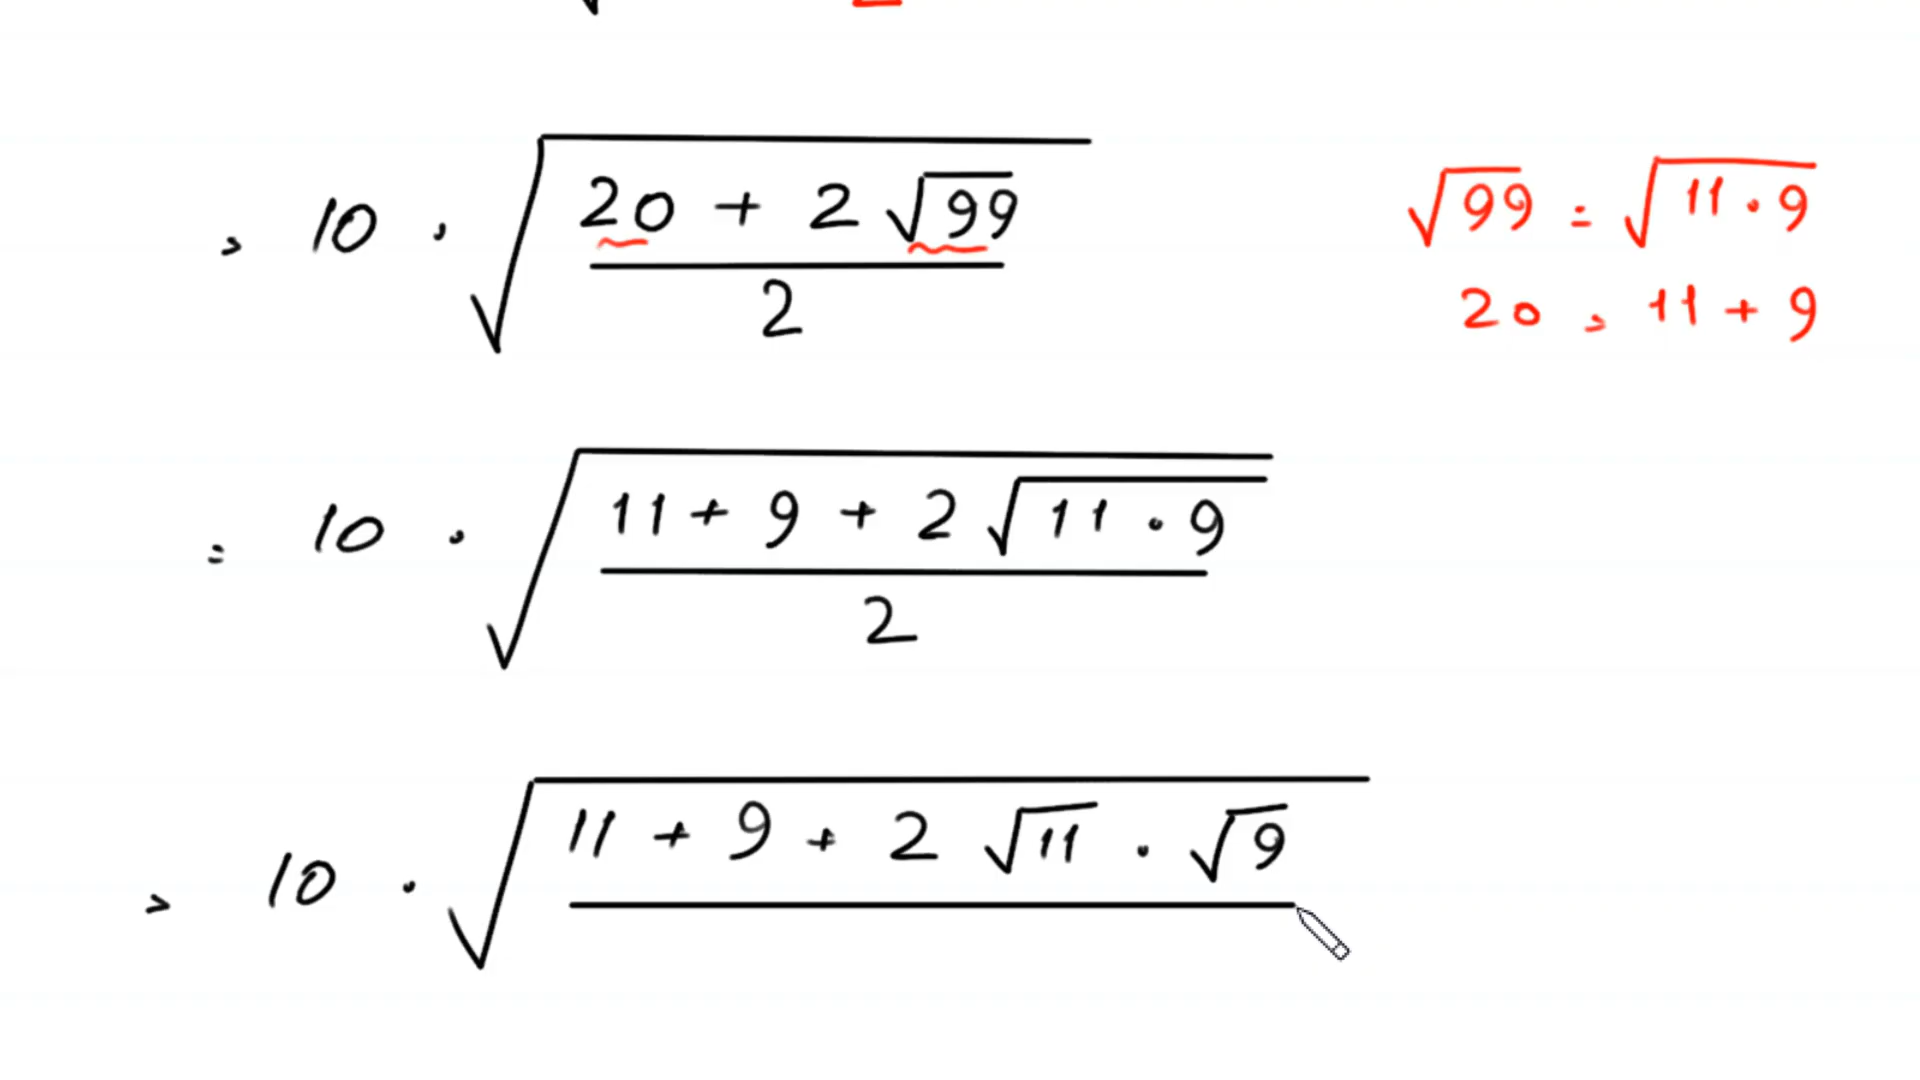 = 10 · √((20 + 2√99)/2)
√99 = √(11 · 9)
20 = 11 + 9
= 10 · √((11 + 9 + 2√(11 · 9))/2)
= 10 · √(11 + 9 + 2√11 · √9)